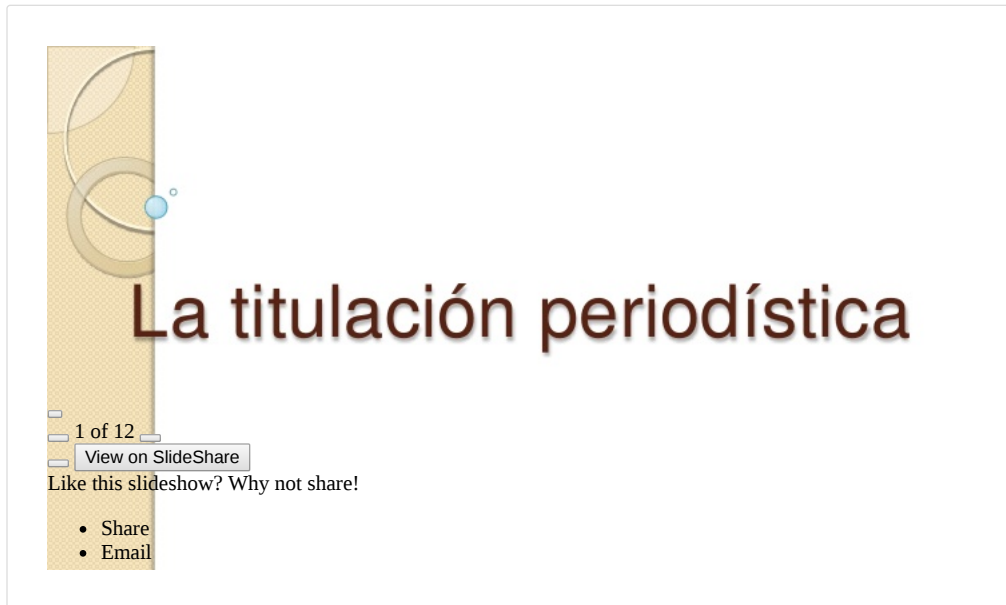 La titulación periodística
1 of 12
View on SlideShare
Like this slideshow? Why not share!
Share
Email